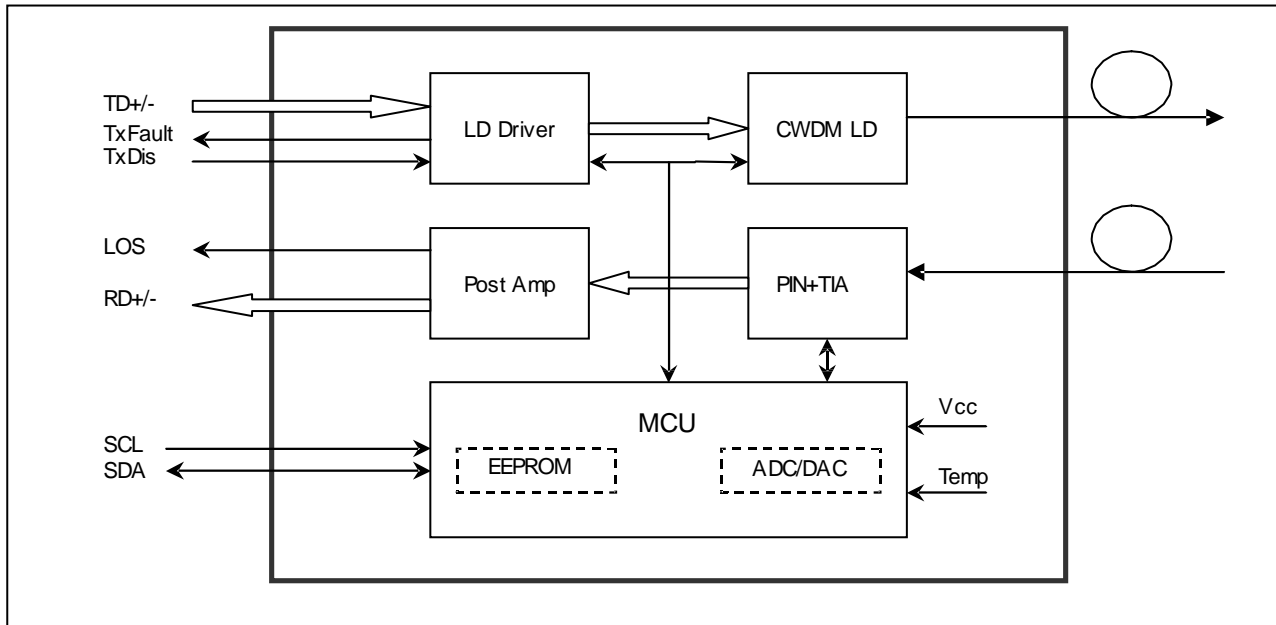 TD+/-
TxFault
TxDis
LD Driver
CWDM LD
LOS
RD+/-
Post Amp
PIN+TIA
MCU
Vcc
SCL
SDA
EEPROM
ADC/DAC
Temp